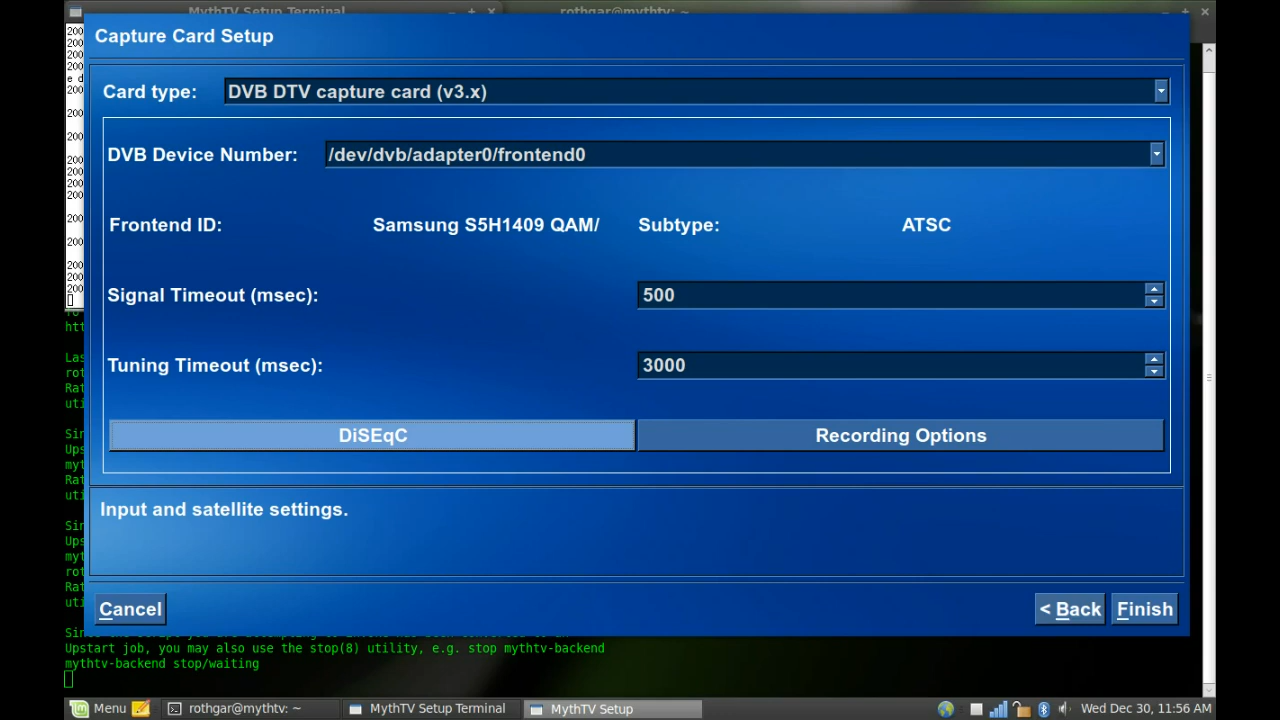 MythTV Setup Terminal
rothgar@mythtv: ~
Capture Card Setup
Card type: DVB DTV capture card (v3.x)
DVB Device Number: /dev/dvb/adapter0/frontend0
Frontend ID: Samsung S5H1409 QAM/ Subtype: ATSC
Signal Timeout (msec): 500
Tuning Timeout (msec): 3000
DiSEqC Recording Options
Input and satellite settings.
Cancel < Back Finish
Upstart job, you may also use the stop(8) utility, e.g. stop mythtv-backend
mythtv-backend stop/waiting
Menu rothgar@mythtv: ~ MythTV Setup Terminal MythTV Setup Wed Dec 30, 11:56 AM